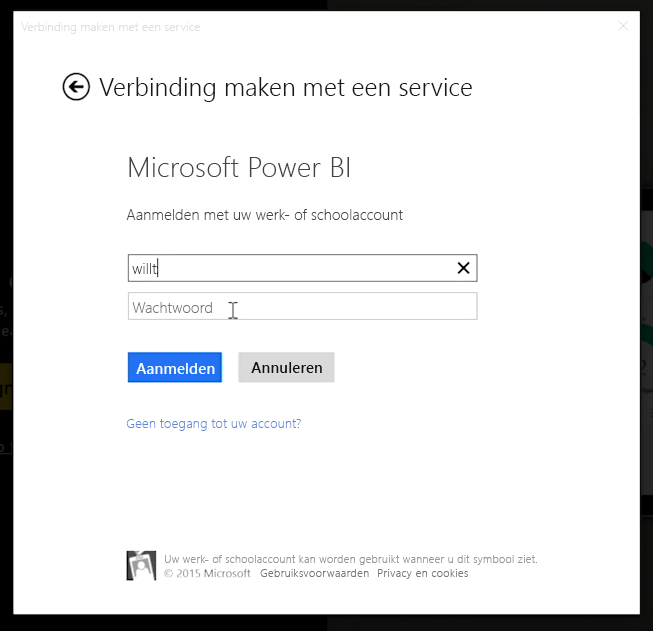 Verbinding maken met een service
Verbinding maken met een service
Microsoft Power BI
Aanmelden met uw werk- of schoolaccount
willt
Wachtwoord
Aanmelden Annuleren
Geen toegang tot uw account?
Uw werk- of schoolaccount kan worden gebruikt wanneer u dit symbool ziet.
© 2015 Microsoft Gebruiksvoorwaarden Privacy en cookies